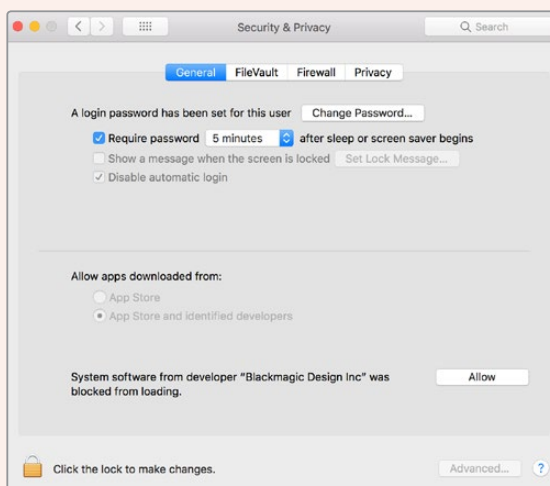 Security & Privacy
Search
General FileVault Firewall Privacy
A login password has been set for this user Change Password...
Require password 5 minutes after sleep or screen saver begins
Show a message when the screen is locked Set Lock Message...
Disable automatic login
Allow apps downloaded from:
App Store
App Store and identified developers
System software from developer “Blackmagic Design Inc” was Allow
blocked from loading.
Click the lock to make changes. Advanced... ?